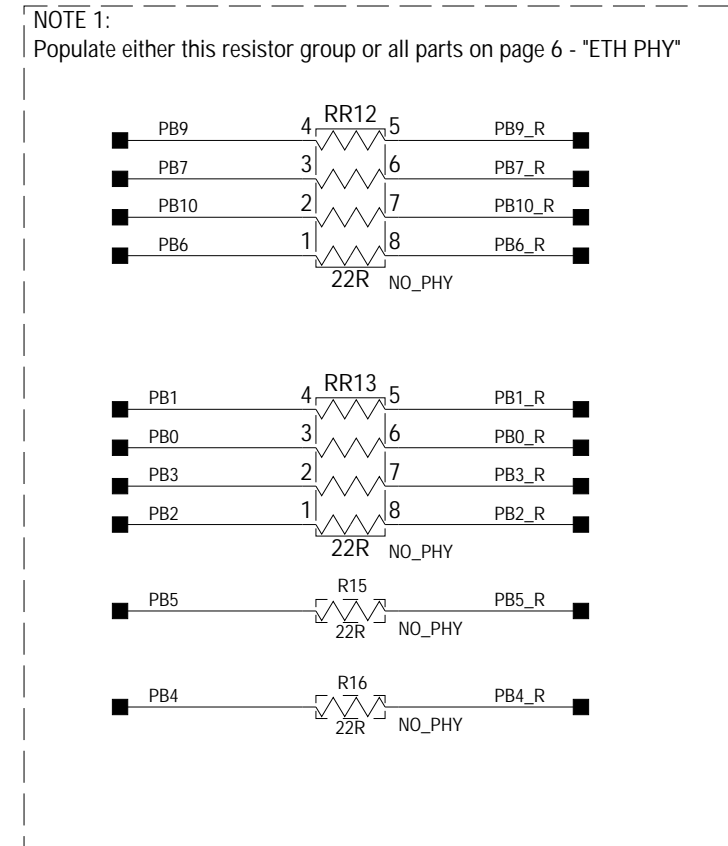 NOTE 1:
Populate either this resistor group or all parts on page 6 - "ETH PHY"
RR12
PB9 4 5 PB9_R
PB7 3 6 PB7_R
PB10 2 7 PB10_R
PB6 1 8 PB6_R
22R NO_PHY
RR13
PB1 4 5 PB1_R
PB0 3 6 PB0_R
PB3 2 7 PB3_R
PB2 1 8 PB2_R
22R NO_PHY
R15
PB5 PB5_R
22R NO_PHY
R16
PB4 PB4_R
22R NO_PHY